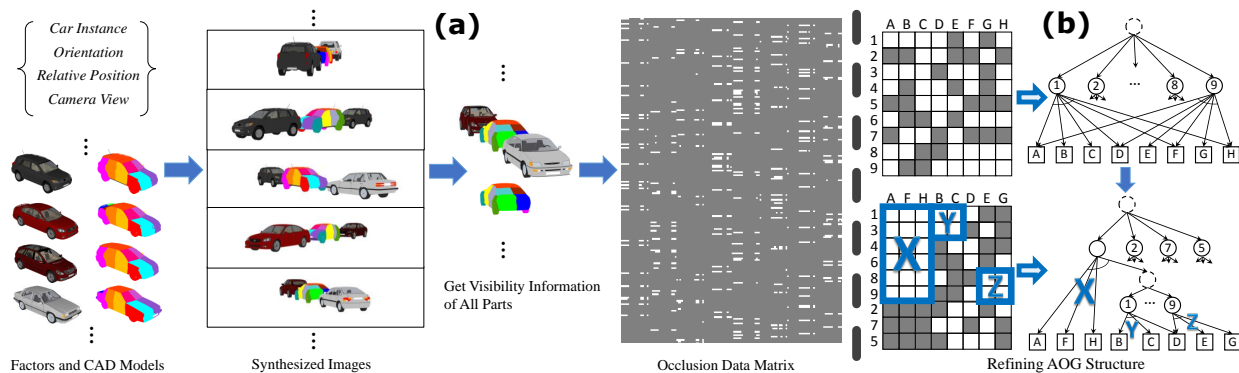 (a)
(b)
Car Instance
Orientation
Relative Position
Camera View
Get Visibility Information
of All Parts
Factors and CAD Models
Synthesized Images
Occlusion Data Matrix
Refining AOG Structure
A B C D E F G H
1
2
3
4
5
6
7
8
9
1 2 ... 8 9
A B C D E F G H
A F H B C D E G
1
3
4
6
8
9
2
7
5
X
Y
Z
2 7 5
X
...
1 9
Y
Z
A F H B C D E G